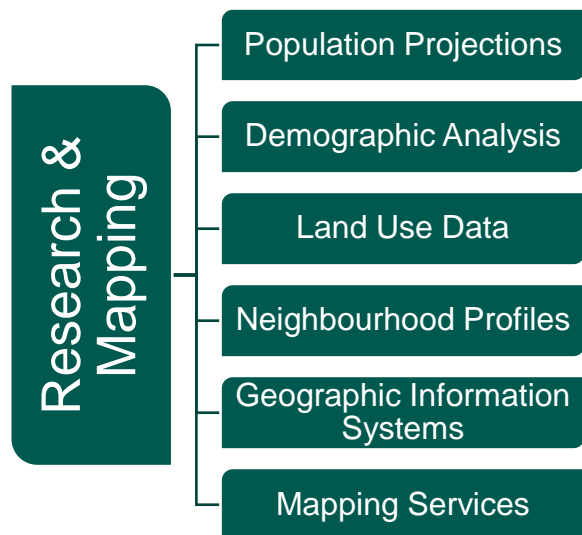 Research &
Mapping
Population Projections
Demographic Analysis
Land Use Data
Neighbourhood Profiles
Geographic Information
Systems
Mapping Services